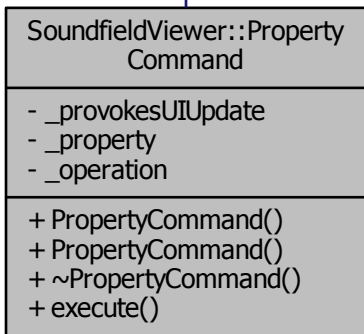 SoundfieldViewer::Property
Command
- _provokesUIUpdate
- _property
- _operation
+ PropertyCommand()
+ PropertyCommand()
+ ~PropertyCommand()
+ execute()